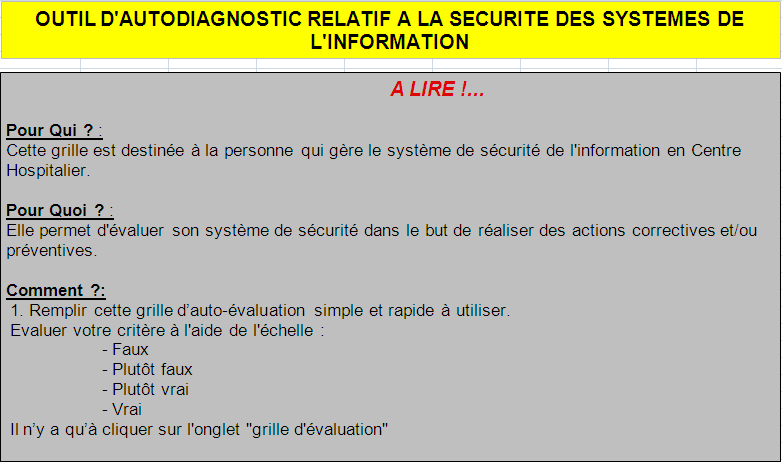 OUTIL D'AUTODIAGNOSTIC RELATIF A LA SECURITE DES SYSTEMES DE
L'INFORMATION
A LIRE !...
Pour Qui ? :
Cette grille est destinée à la personne qui gère le système de sécurité de l'information en Centre
Hospitalier.
Pour Quoi ? :
Elle permet d'évaluer son système de sécurité dans le but de réaliser des actions correctives et/ou
préventives.
Comment ?:
1. Remplir cette grille d’auto-évaluation simple et rapide à utiliser.
Evaluer votre critère à l'aide de l'échelle :
- Faux
- Plutôt faux
- Plutôt vrai
- Vrai
Il n’y a qu’à cliquer sur l'onglet "grille d'évaluation"